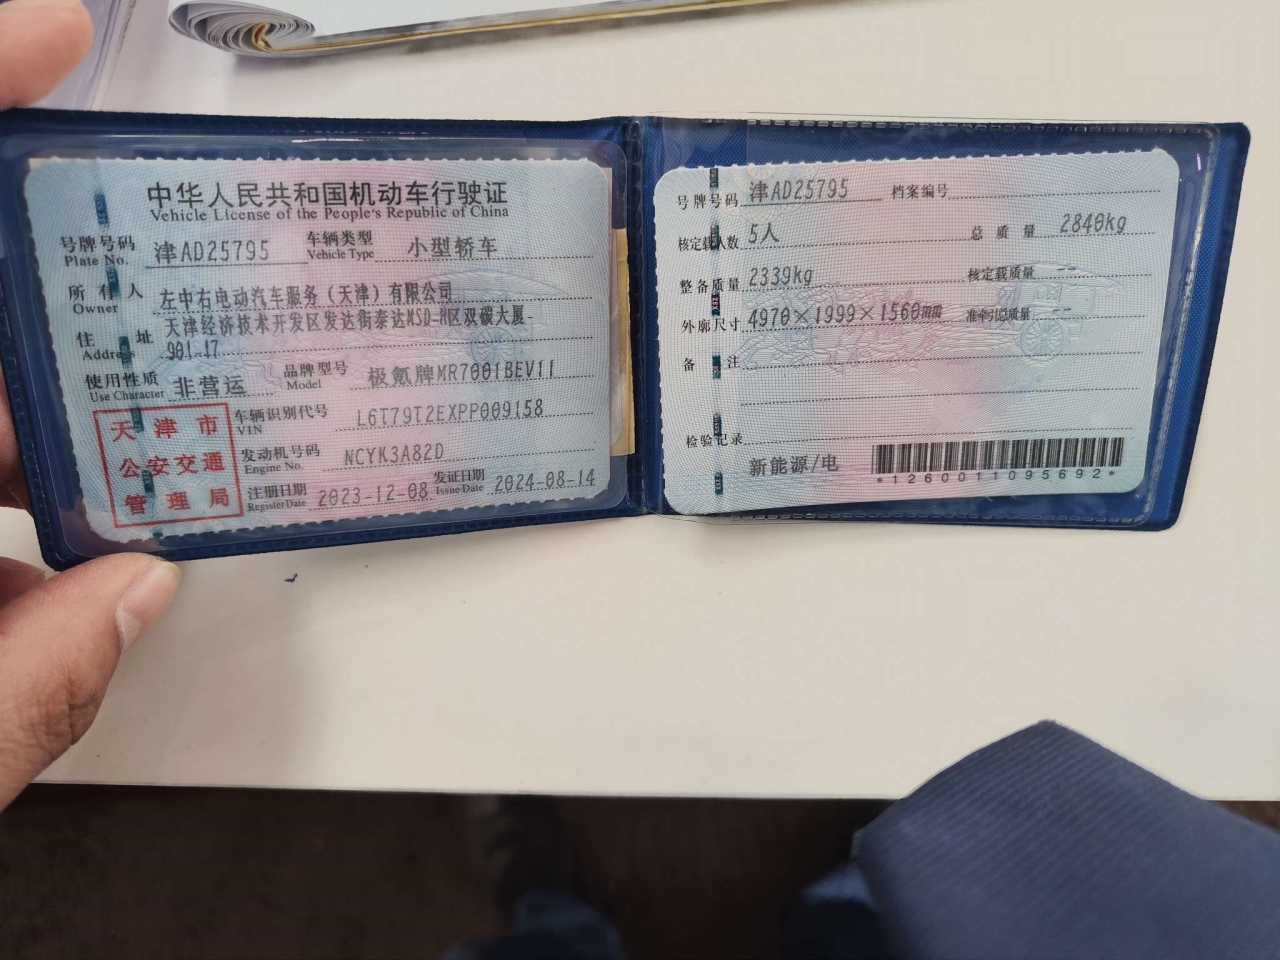 中华人民共和国机动车行驶证
Vehicle License of the People's Republic of China
号牌号码 津AD25795 车辆类型 小型轿车
Plate No. Vehicle Type
所有人 左中右电动汽车服务（天津）有限公司
Owner
住址 天津经济技术开发区发达街泰达MSD-H区双碳大厦-
Address 901-17
使用性质 非营运 品牌型号 极氪牌MR7001BEV11
Use Character Model
天津市
公安交通
管理局
车辆识别代号 L6T79T2EXPP009158
VIN
发动机号码 NCYK3A82D
Engine No.
注册日期 2023-12-08 发证日期 2024-08-14
Register Date Issue Date
号牌号码 津AD25795 档案编号
核定载人数 5人 总质量 2840kg
整备质量 2339kg 核定载质量 --
外廓尺寸 4970×1999×1560mm 准牵引总质量 --
备注
检验记录
新能源/电
*1260011095692*